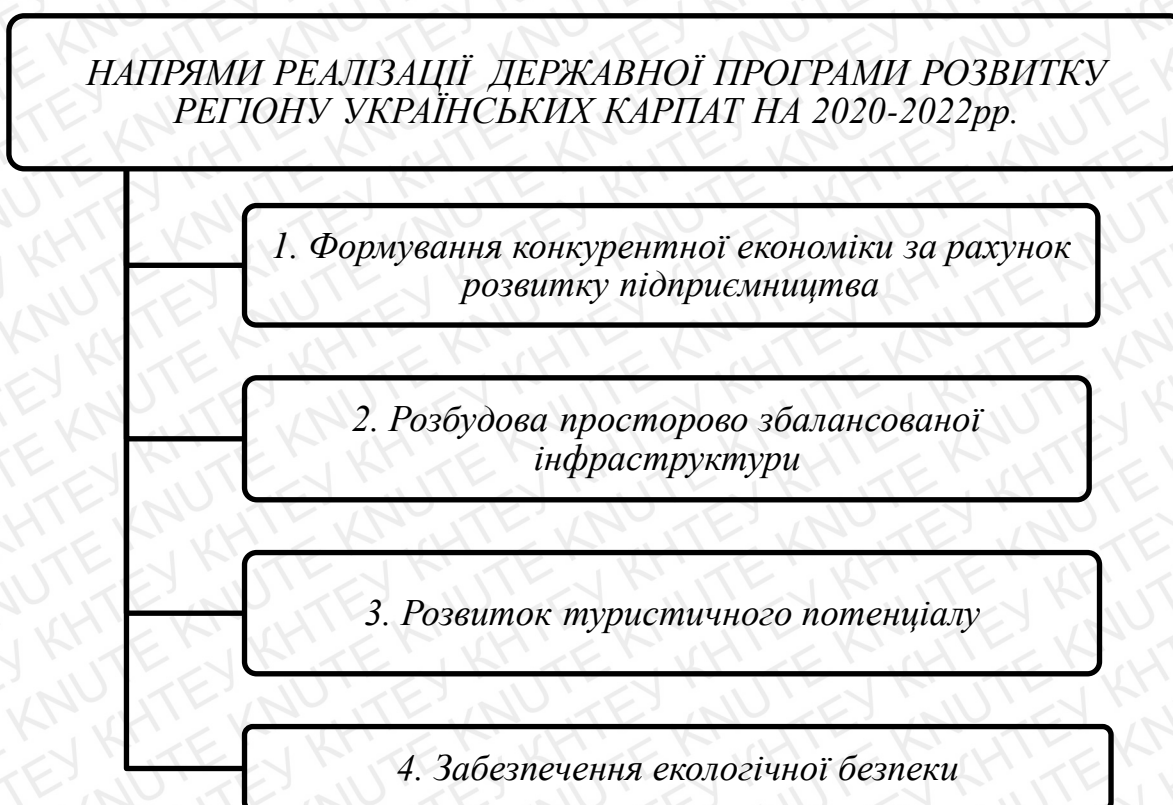 НАПРЯМИ РЕАЛІЗАЦІЇ ДЕРЖАВНОЇ ПРОГРАМИ РОЗВИТКУ
РЕГІОНУ УКРАЇНСЬКИХ КАРПАТ НА 2020-2022рр.
1. Формування конкурентної економіки за рахунок
розвитку підприємництва
2. Розбудова просторово збалансованої
інфраструктури
3. Розвиток туристичного потенціалу
4. Забезпечення екологічної безпеки